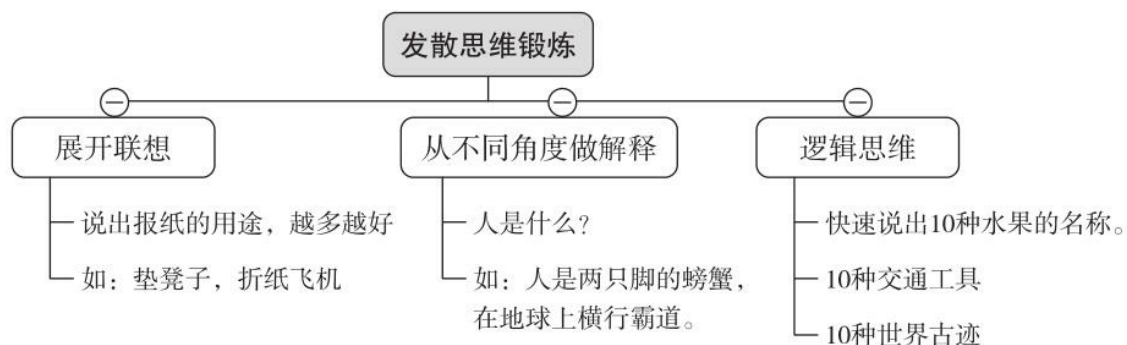 发散思维锻炼
展开联想
说出报纸的用途，越多越好
如：垫凳子，折纸飞机
从不同角度做解释
人是什么？
如：人是两只脚的螃蟹，
在地球上横行霸道。
逻辑思维
快速说出10种水果的名称。
10种交通工具
10种世界古迹